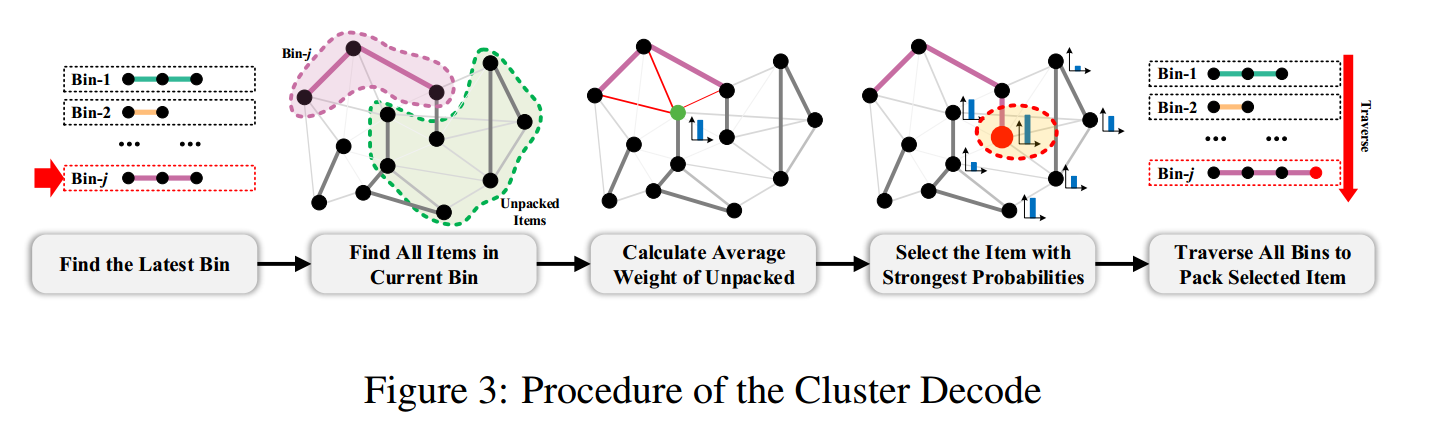 Bin-1
Bin-2
... ...
Bin-j
Bin-j
Unpacked
Items
Bin-1
Bin-2
... ...
Bin-j
Traverse
Find the Latest Bin
Find All Items in
Current Bin
Calculate Average
Weight of Unpacked
Select the Item with
Strongest Probabilities
Traverse All Bins to
Pack Selected Item
Figure 3: Procedure of the Cluster Decode